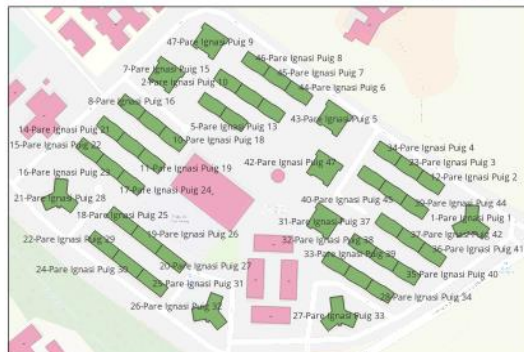 47-Pare Ignasi Puig 9
46-Pare Ignasi Puig 8
7-Pare Ignasi Puig 15
45-Pare Ignasi Puig 7
2-Pare Ignasi Puig 10
44-Pare Ignasi Puig 6
8-Pare Ignasi Puig 16
43-Pare Ignasi Puig 5
14-Pare Ignasi Puig 21
5-Pare Ignasi Puig 13
15-Pare Ignasi Puig 22
10-Pare Ignasi Puig 18
34-Pare Ignasi Puig 4
42-Pare Ignasi Puig 47
23-Pare Ignasi Puig 3
11-Pare Ignasi Puig 19
16-Pare Ignasi Puig 23
12-Pare Ignasi Puig 2
17-Pare Ignasi Puig 24
21-Pare Ignasi Puig 28
40-Pare Ignasi Puig 45
39-Pare Ignasi Puig 44
18-Pare Ignasi Puig 25
1-Pare Ignasi Puig 1
31-Pare Ignasi Puig 37
19-Pare Ignasi Puig 26
37-Pare Ignasi Puig 42
22-Pare Ignasi Puig 29
32-Pare Ignasi Puig 38
36-Pare Ignasi Puig 41
33-Pare Ignasi Puig 39
20-Pare Ignasi Puig 27
24-Pare Ignasi Puig 30
35-Pare Ignasi Puig 40
25-Pare Ignasi Puig 31
28-Pare Ignasi Puig 34
26-Pare Ignasi Puig 32
27-Pare Ignasi Puig 33